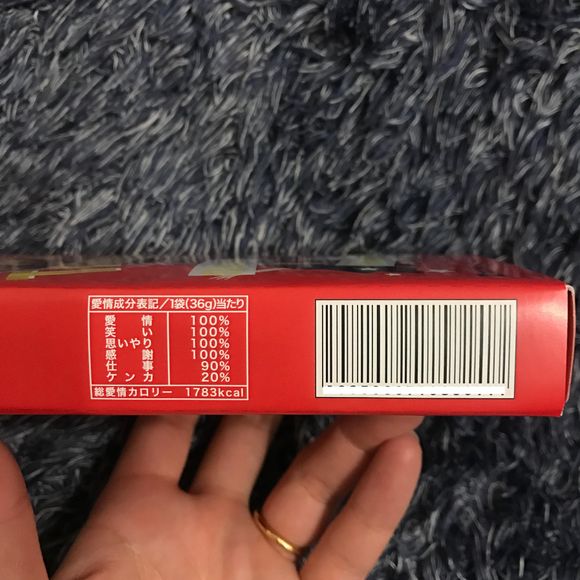 愛情成分表記/1袋(36g)当たり
愛情 100%
笑い 100%
思いやり 100%
感謝 100%
仕事 90%
ケンカ 20%
総愛情カロリー 1783kcal